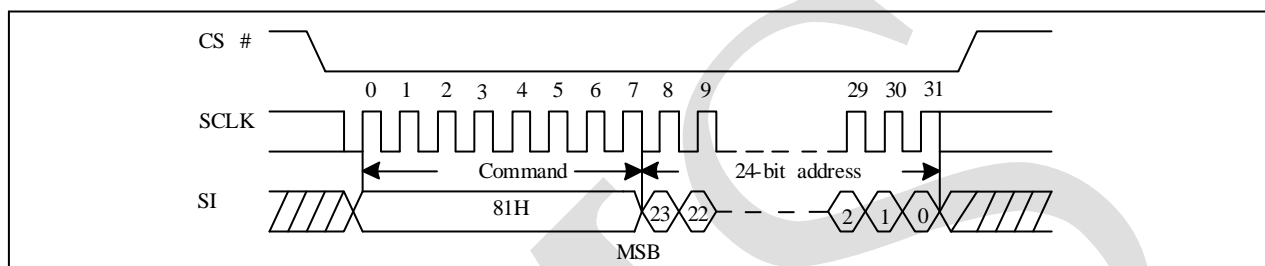 CS #
0 1 2 3 4 5 6 7 8 9 29 30 31
SCLK
Command 24-bit address
SI 81H 23 22 2 1 0
MSB